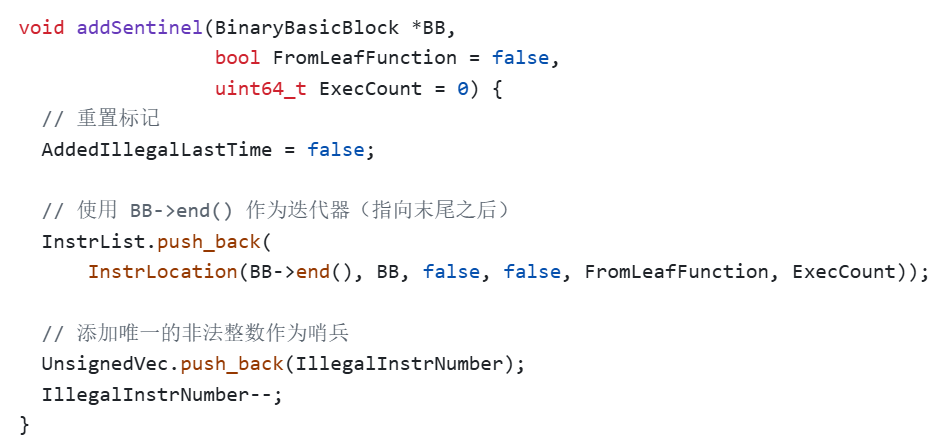 void addSentinel(BinaryBasicBlock *BB,
                 bool FromLeafFunction = false,
                 uint64_t ExecCount = 0) {
  // 重置标记
  AddedIllegalLastTime = false;

  // 使用 BB->end() 作为迭代器（指向末尾之后）
  InstrList.push_back(
      InstrLocation(BB->end(), BB, false, false, FromLeafFunction, ExecCount));

  // 添加唯一的非法整数作为哨兵
  UnsignedVec.push_back(IllegalInstrNumber);
  IllegalInstrNumber--;
}